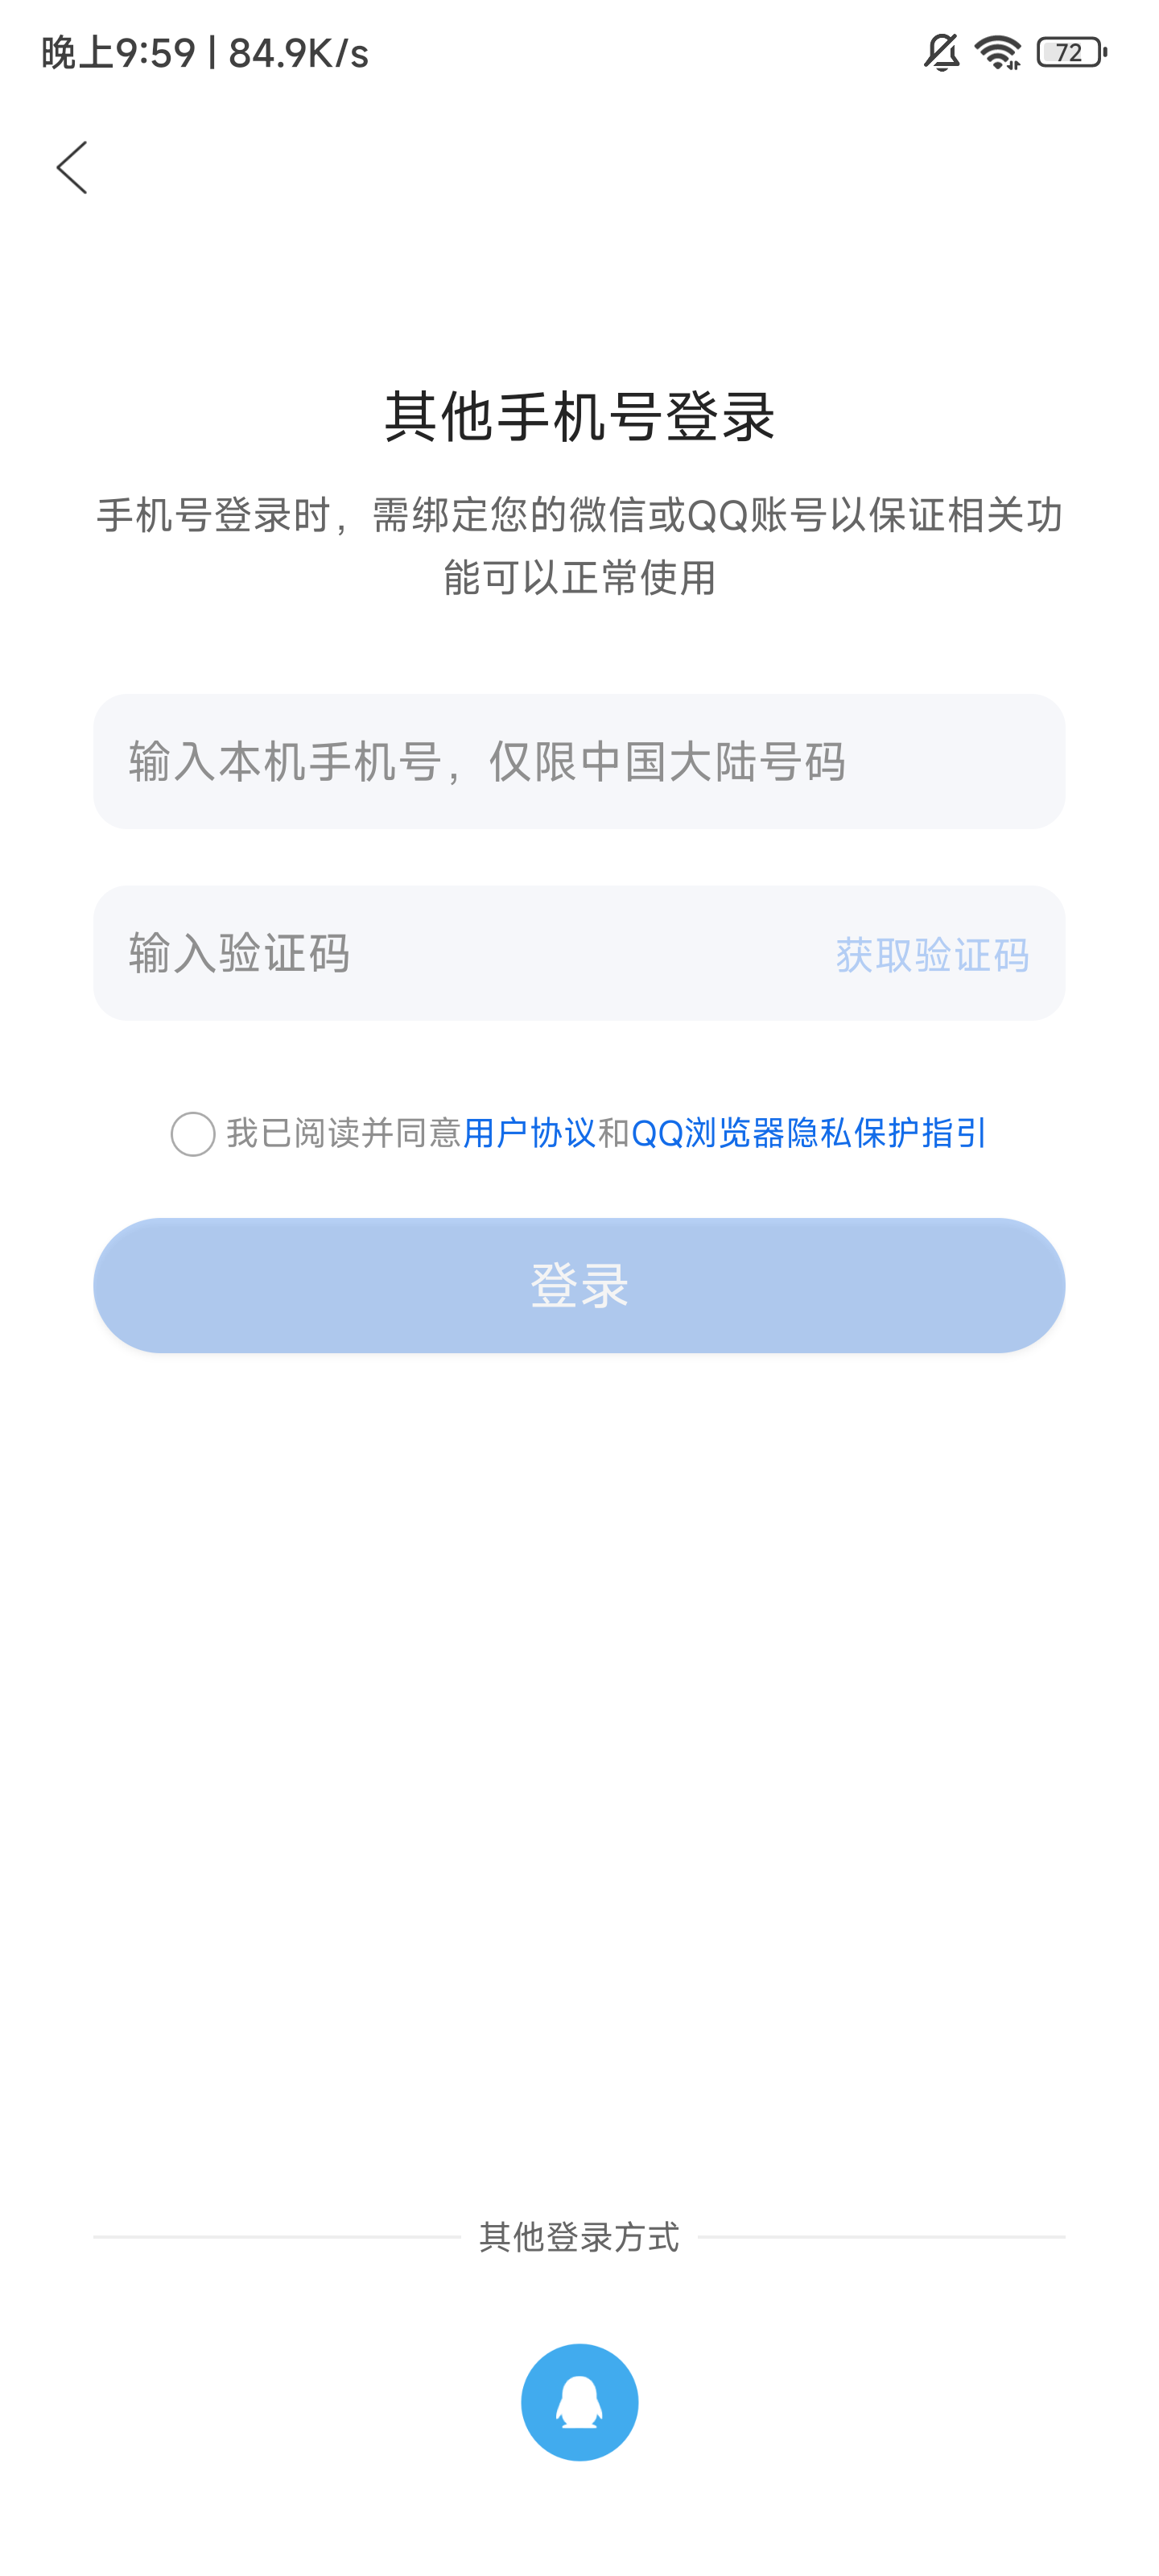 晚上9:59 | 84.9K/s
72
其他手机号登录
手机号登录时，需绑定您的微信或QQ账号以保证相关功
能可以正常使用
输入本机手机号，仅限中国大陆号码
输入验证码 获取验证码
我已阅读并同意用户协议和QQ浏览器隐私保护指引
登录
其他登录方式